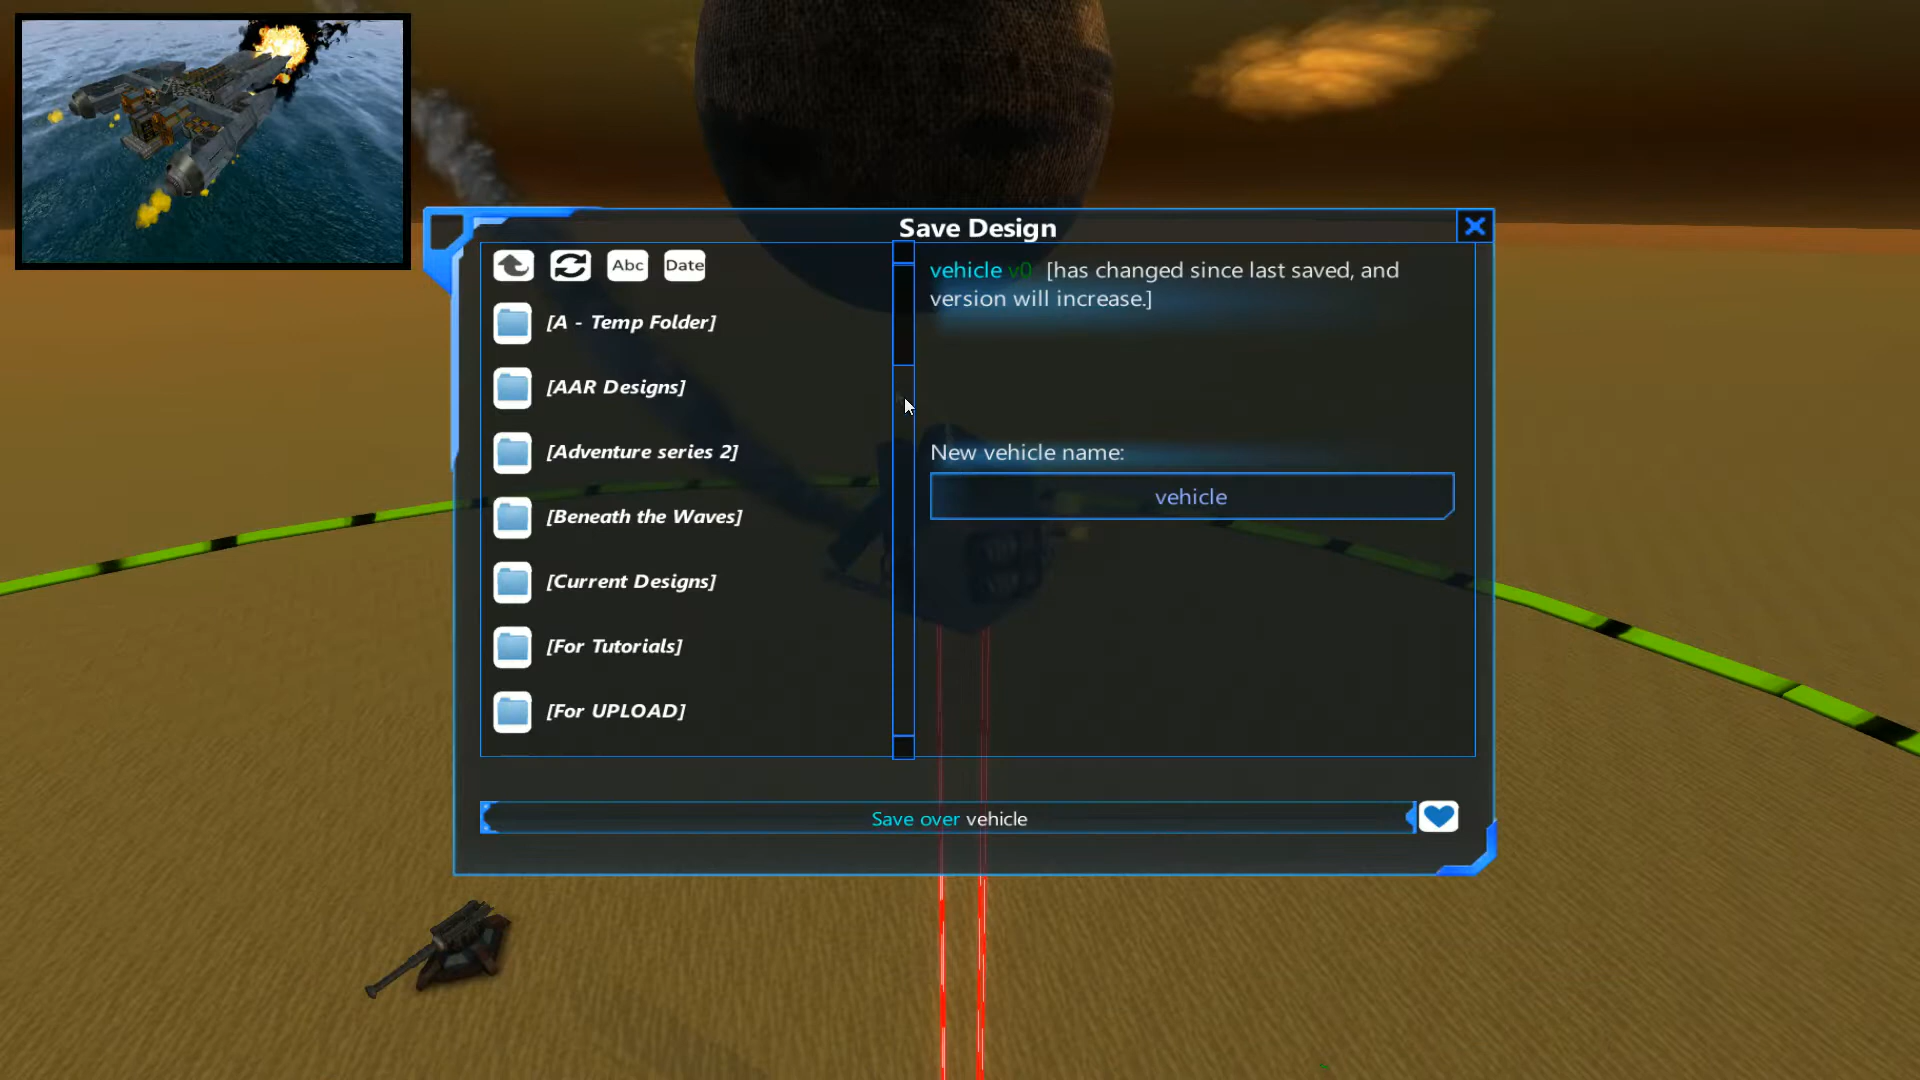 Save Design
Abc
Date
[A - Temp Folder]
[AAR Designs]
[Adventure series 2]
[Beneath the Waves]
[Current Designs]
[For Tutorials]
[For UPLOAD]
vehicle v0 [has changed since last saved, and
version will increase.]
New vehicle name:
vehicle
Save over vehicle